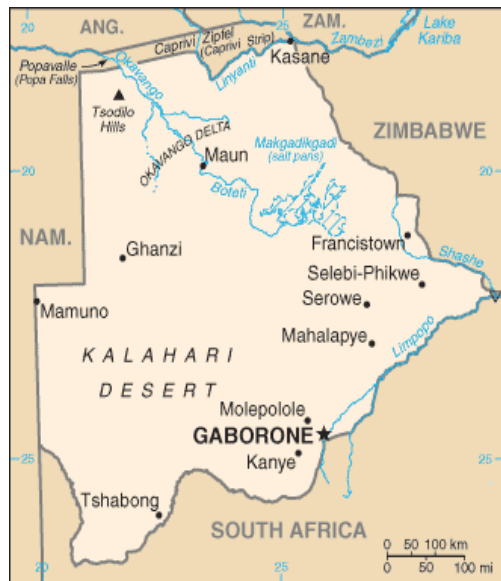 ANG.
ZAM.
20
25
Caprivi Zipfel
(Caprivi Strip)
Zambezi
Lake
Kariba
Popavalle
(Popa Falls)
Okavango
Linyanti
Kasane
Tsodilo
Hills
ZIMBABWE
OKAVANGO DELTA
Makgadikgadi
(salt pans)
20
20
Maun
Boteti
NAM.
Francistown
Ghanzi
Shashe
Selebi-Phikwe
Serowe
Mamuno
Mahalapye
Limpopo
KALAHARI
DESERT
Molepolole
GABORONE
25
25
Kanye
Tshabong
SOUTH AFRICA
0 50 100 km
0 50 100 mi
20
25